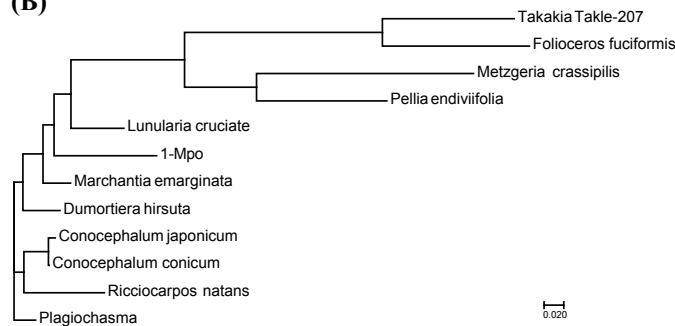 (B)
Takakia Takle-207
Folioceros fuciformis
Metzgeria crassipilis
Pellia endiviifolia
Lunularia cruciate
1-Mpo
Marchantia emarginata
Dumortiera hirsuta
Conocephalum japonicum
Conocephalum conicum
Ricciocarpos natans
Plagiochasma
0.020